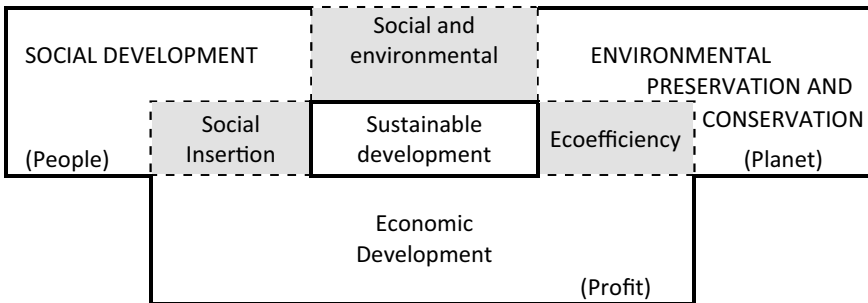 Social and
environmental
SOCIAL DEVELOPMENT
ENVIRONMENTAL
PRESERVATION AND
CONSERVATION
Social
Insertion
Sustainable
development
Ecoefficiency
(People)
(Planet)
Economic
Development
(Profit)